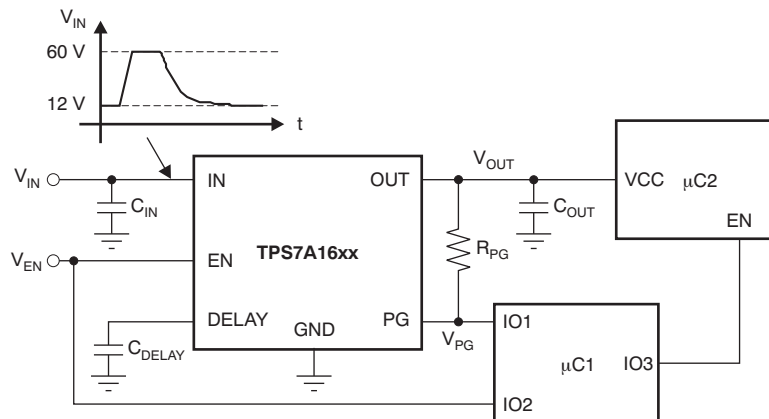 V_IN
60 V
12 V
t
V_IN
C_IN
IN
OUT
V_OUT
C_OUT
VCC
μC2
EN
V_EN
EN
TPS7A16xx
R_PG
DELAY
GND
PG
V_PG
C_DELAY
IO1
μC1
IO3
IO2